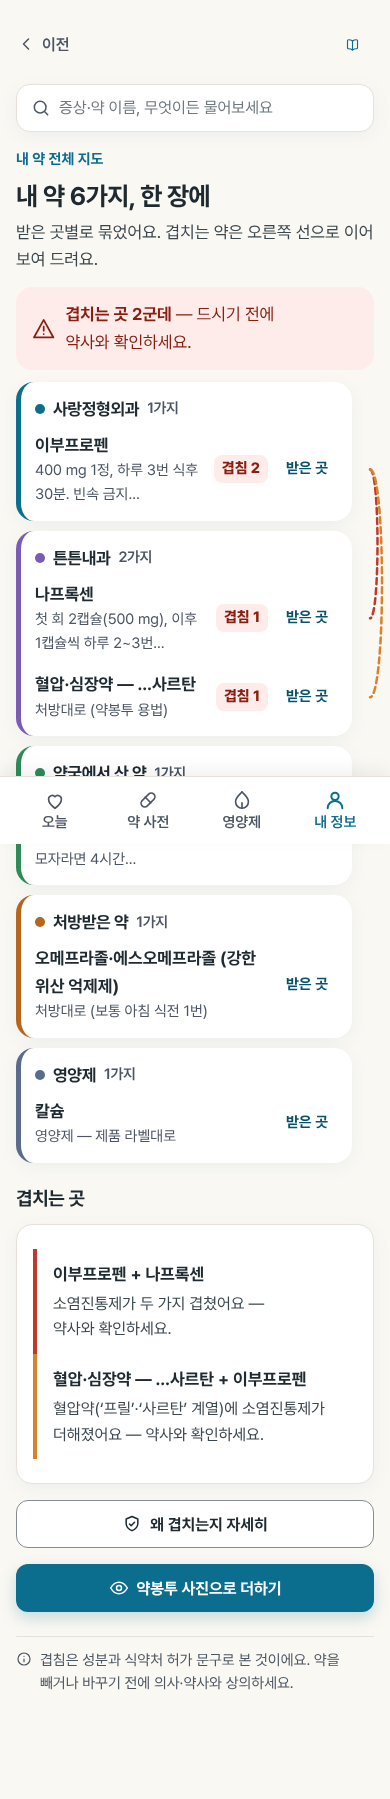 이전
증상·약 이름, 무엇이든 물어보세요
내 약 전체 지도
내 약 6가지, 한 장에
받은 곳별로 묶었어요. 겹치는 약은 오른쪽 선으로 이어
보여 드려요.
겹치는 곳 2군데 — 드시기 전에
약사와 확인하세요.
사랑정형외과 1가지
이부프로펜
400 mg 1정, 하루 3번 식후
30분. 빈속 금지...
겹침 2
받은 곳
튼튼내과 2가지
나프록센
첫 회 2캡슐(500 mg), 이후
1캡슐씩 하루 2~3번...
겹침 1
받은 곳
혈압·심장약 — ...사르탄
처방대로 (약봉투 용법)
겹침 1
받은 곳
약국에서 산 약 1가지
오늘
약 사전
영양제
내 정보
모자라면 4시간...
처방받은 약 1가지
오메프라졸·에스오메프라졸 (강한
위산 억제제)
처방대로 (보통 아침 식전 1번)
받은 곳
영양제 1가지
칼슘
영양제 — 제품 라벨대로
받은 곳
겹치는 곳
이부프로펜 + 나프록센
소염진통제가 두 가지 겹쳤어요 —
약사와 확인하세요.
혈압·심장약 — ...사르탄 + 이부프로펜
혈압약(‘프릴’·‘사르탄’ 계열)에 소염진통제가
더해졌어요 — 약사와 확인하세요.
왜 겹치는지 자세히
약봉투 사진으로 더하기
겹침은 성분과 식약처 허가 문구로 본 것이에요. 약을
빼거나 바꾸기 전에 의사·약사와 상의하세요.